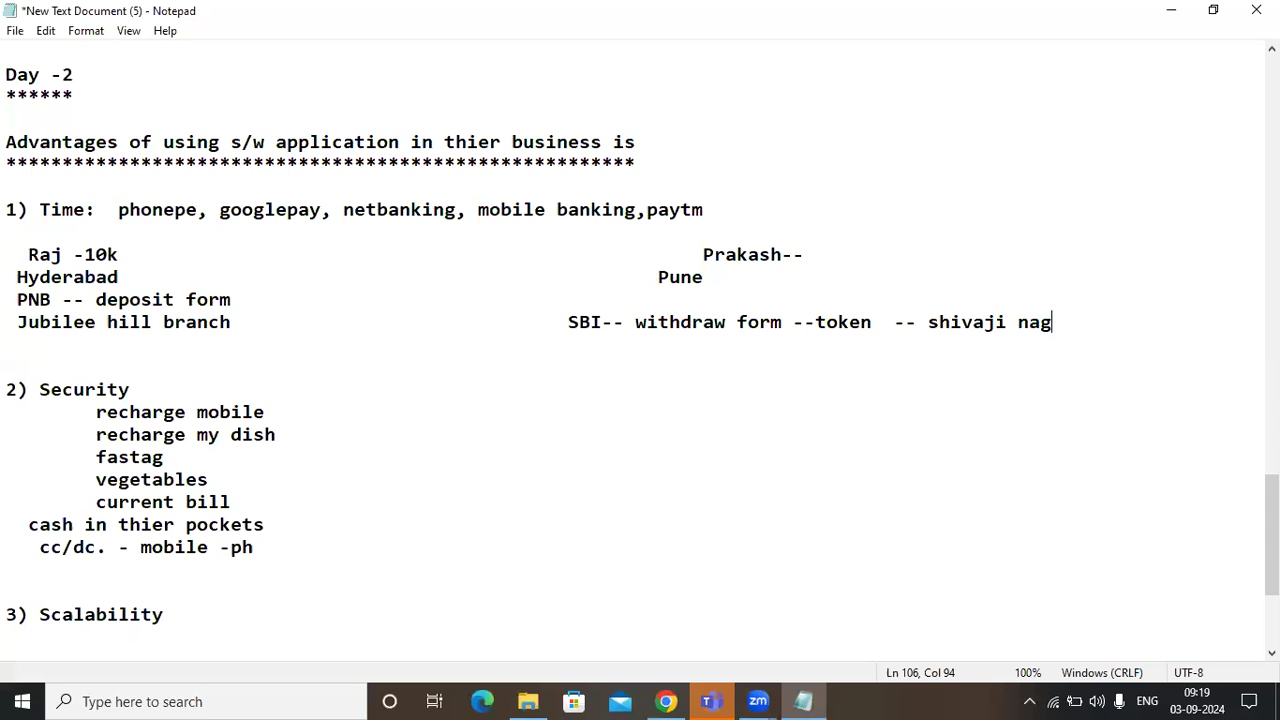 *New Text Document (5) - Notepad
File Edit Format View Help
Day -2
******
Advantages of using s/w application in thier business is
********************************************************
1) Time:  phonepe, googlepay, netbanking, mobile banking,paytm
Raj -10k Prakash--
Hyderabad Pune
PNB -- deposit form
Jubilee hill branch SBI-- withdraw form --token  -- shivaji nag
2) Security
recharge mobile
recharge my dish
fastag
vegetables
current bill
cash in thier pockets
cc/dc. - mobile -ph
3) Scalability
Ln 106, Col 94 100% Windows (CRLF) UTF-8
Type here to search ENG 09:19
03-09-2024